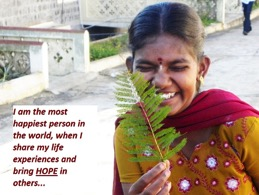 I am the most
happiest person in
the world, when I
share my life
experiences and
bring HOPE in
others...